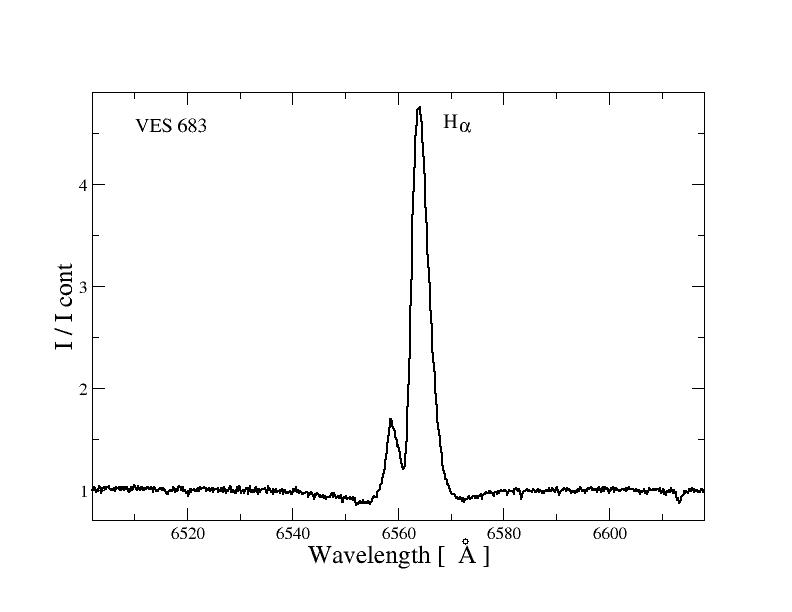 VES 683
Hα
4
3
2
1
I / I cont
6520 6540 6560 6580 6600
Wavelength [ Å ]